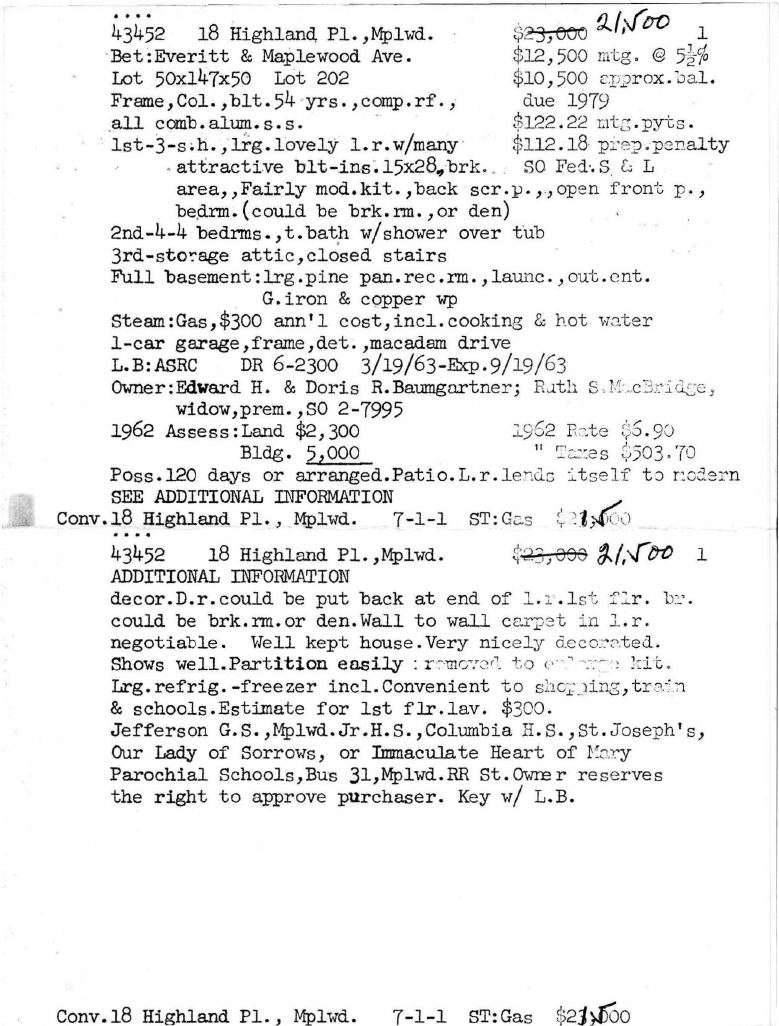 43452 18 Highland Pl.,Mplwd. $23,000 21,500 1
Bet:Everitt & Maplewood Ave. $12,500 mtg. @ 5½%
Lot 50x147x50 Lot 202 $10,500 approx.bal.
Frame,Col.,blt.54 yrs.,comp.rf., due 1979
all comb.alum.s.s. $122.22 mtg.pyts.
1st-3-s.h.,lrg.lovely l.r.w/many $112.18 prep.penalty
attractive blt-ins.15x28,brk. SO Fed.S & L
area,,Fairly mod.kit.,back scr.p.,,open front p.,
bedrm.(could be brk.rm.,or den)
2nd-4-4 bedrms.,t.bath w/shower over tub
3rd-storage attic,closed stairs
Full basement:lrg.pine pan.rec.rm.,launc.,out.ent.
G.iron & copper wp
Steam:Gas,$300 ann'l cost,incl.cooking & hot water
1-car garage,frame,det.,macadam drive
L.B:ASRC DR 6-2300 3/19/63-Exp.9/19/63
Owner:Edward H. & Doris R.Baumgartner; Ruth S.MacBridge,
widow,prem.,SO 2-7995
1962 Assess:Land $2,300 1962 Rate $6.90
Bldg. 5,000 " Taxes $503.70
Poss.120 days or arranged.Patio.L.r.lends itself to modern
SEE ADDITIONAL INFORMATION
Conv.18 Highland Pl., Mplwd. 7-1-1 ST:Gas $21,500
43452 18 Highland Pl.,Mplwd. $23,000 21,500 1
ADDITIONAL INFORMATION
decor.D.r.could be put back at end of l.r.1st flr. br.
could be brk.rm.or den.Wall to wall carpet in l.r.
negotiable. Well kept house.Very nicely decorated.
Shows well.Partition easily :removed to enlarge kit.
Lrg.refrig.-freezer incl.Convenient to shopping,train
& schools.Estimate for 1st flr.lav. $300.
Jefferson G.S.,Mplwd.Jr.H.S.,Columbia H.S.,St.Joseph's,
Our Lady of Sorrows, or Immaculate Heart of Mary
Parochial Schools,Bus 31,Mplwd.RR St.Owner reserves
the right to approve purchaser. Key w/ L.B.
Conv.18 Highland Pl., Mplwd. 7-1-1 ST:Gas $21,500